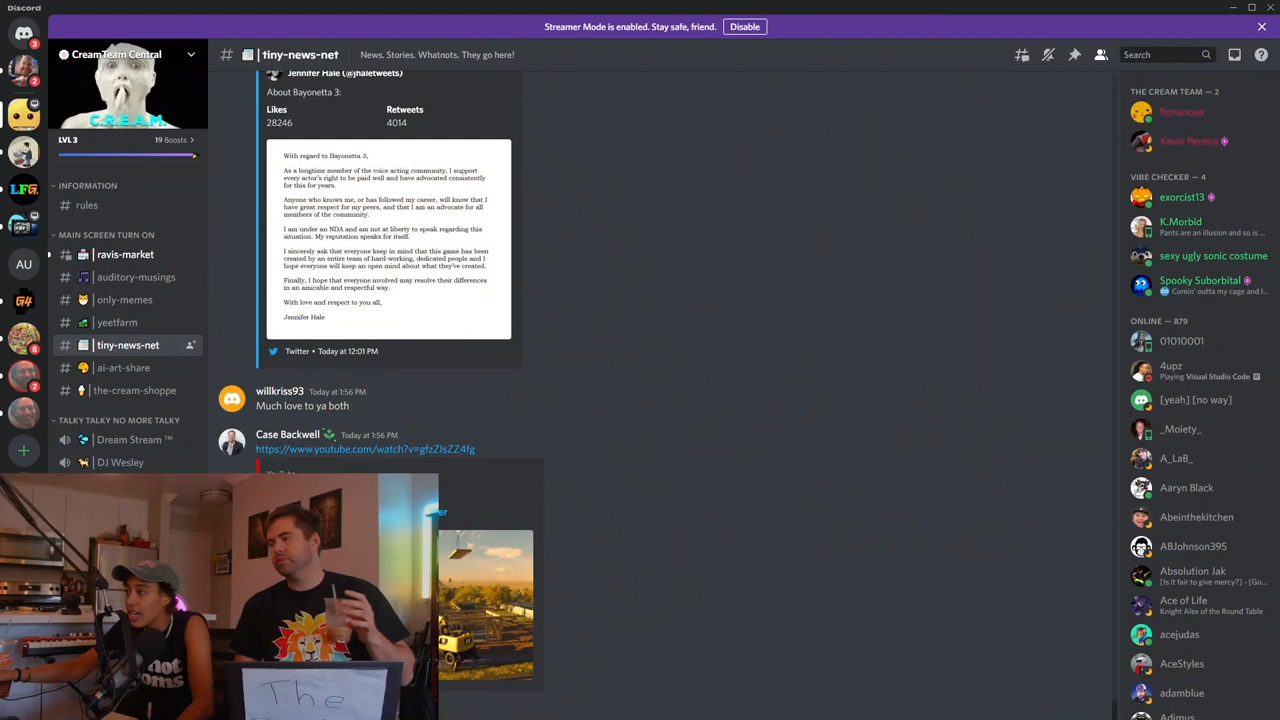 Discord
Streamer Mode is enabled. Stay safe, friend.
Disable
CreamTeam Central
C.R.E.A.M.
LVL 3
19 Boosts
INFORMATION
rules
MAIN SCREEN TURN ON
ravis-market
auditory-musings
only-memes
yeetfarm
tiny-news-net
ai-art-share
the-cream-shoppe
TALKY TALKY NO MORE TALKY
Dream Stream ™
DJ Wesley
3
2
LFG
AU
G4
8
2
tiny-news-net
News. Stories. Whatnots. They go here!
Search
Jennifer Hale (@jhaletweets)
About Bayonetta 3:
Likes
Retweets
28246
4014
With regard to Bayonetta 3,
As a longtime member of the voice acting community, I support
every actor's right to be paid well and have advocated consistently
for this for years.
Anyone who knows me, or has followed my career, will know that I
have great respect for my peers, and that I am an advocate for all
members of the community.
I am under an NDA and am not at liberty to speak regarding this
situation. My reputation speaks for itself.
I sincerely ask that everyone keep in mind that this game has been
created by an entire team of hard-working, dedicated people and I
hope everyone will keep an open mind about what they've created.
Finally, I hope that everyone involved may resolve their differences
in an amicable and respectful way.
With love and respect to you all,
Jennifer Hale
Twitter • Today at 12:01 PM
willkriss93 Today at 1:56 PM
Much love to ya both
Case Backwell Today at 1:56 PM
https://www.youtube.com/watch?v=gfzZIsZZ4fg
YouTube
er
not
The
THE CREAM TEAM — 2
fionanova
Kevin Pereira
VIBE CHECKER — 4
exorcist13
K.Morbid
Pants are an illusion and so is ...
sexy ugly sonic costume
Spooky Suborbital
Comin' outta my cage and I...
ONLINE — 879
01010001
4upz
Playing Visual Studio Code
[yeah] [no way]
_Moiety_
A_LaB_
Aaryn Black
Abeinthekitchen
ABJohnson395
Absolution Jak
[Is it fair to give mercy?] - [Go...
Ace of Life
Knight Alex of the Round Table
acejudas
AceStyles
adamblue
Adimus